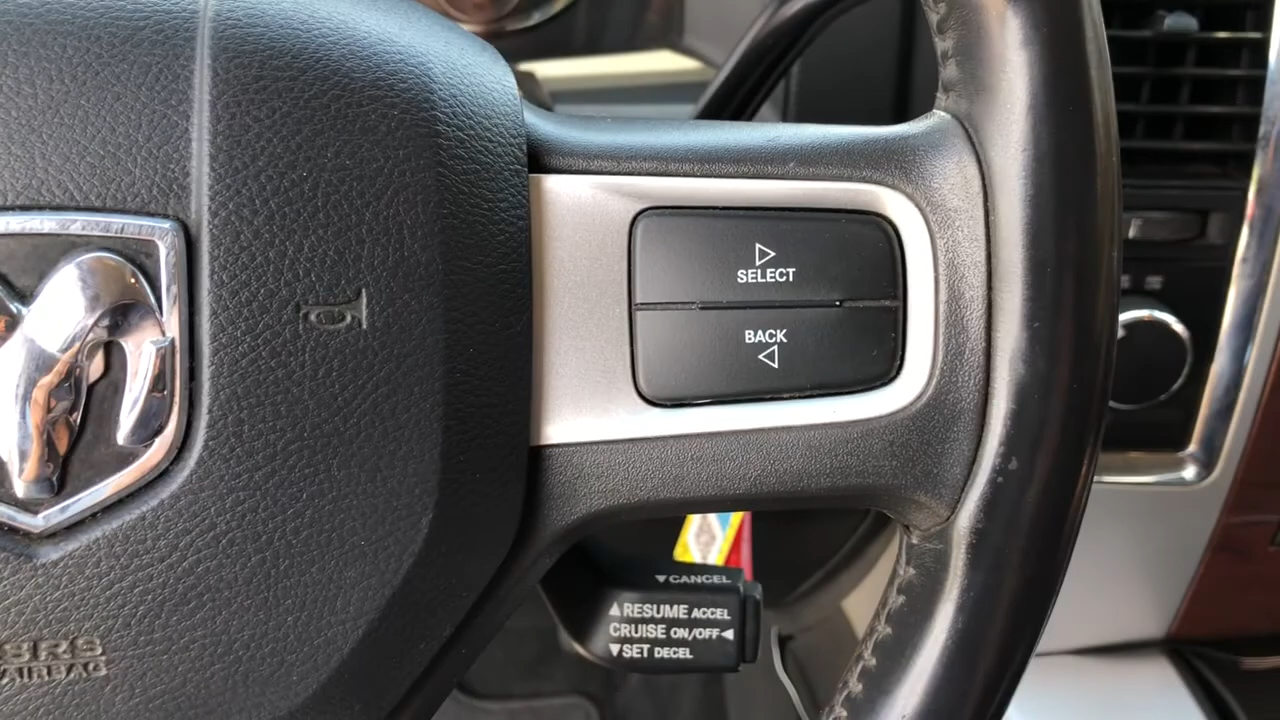 ▷
SELECT
BACK
◁
▼CANCEL
▲RESUME ACCEL
CRUISE ON/OFF◀
▼SET DECEL
SRS
AIRBAG